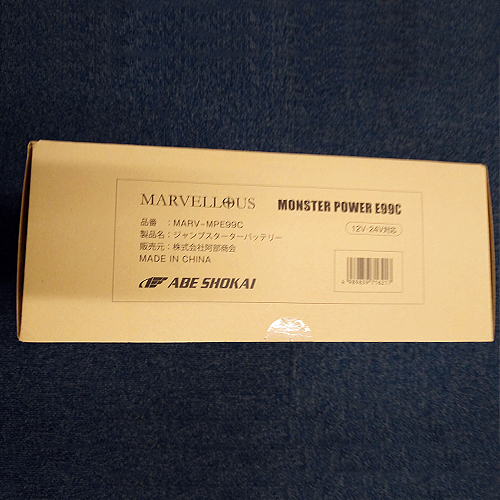 MARVELLOUS
MONSTER POWER E99C
12V·24V対応
品番 :MARV-MPE99C
製品名:ジャンプスターターバッテリー
販売元:株式会社阿部商会
MADE IN CHINA
ABE SHOKAI